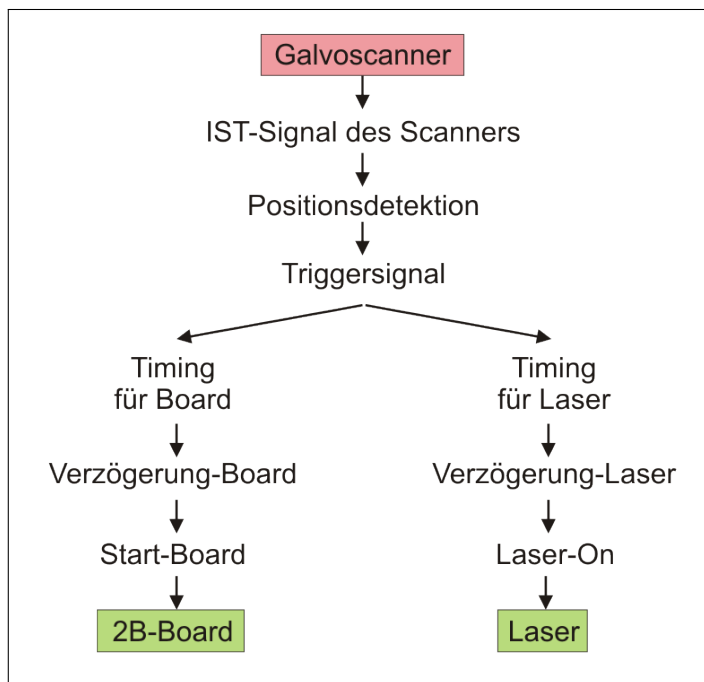 Galvoscanner
IST-Signal des Scanners
Positionsdetektion
Triggersignal
Timing
für Board
Verzögerung-Board
Start-Board
2B-Board
Timing
für Laser
Verzögerung-Laser
Laser-On
Laser